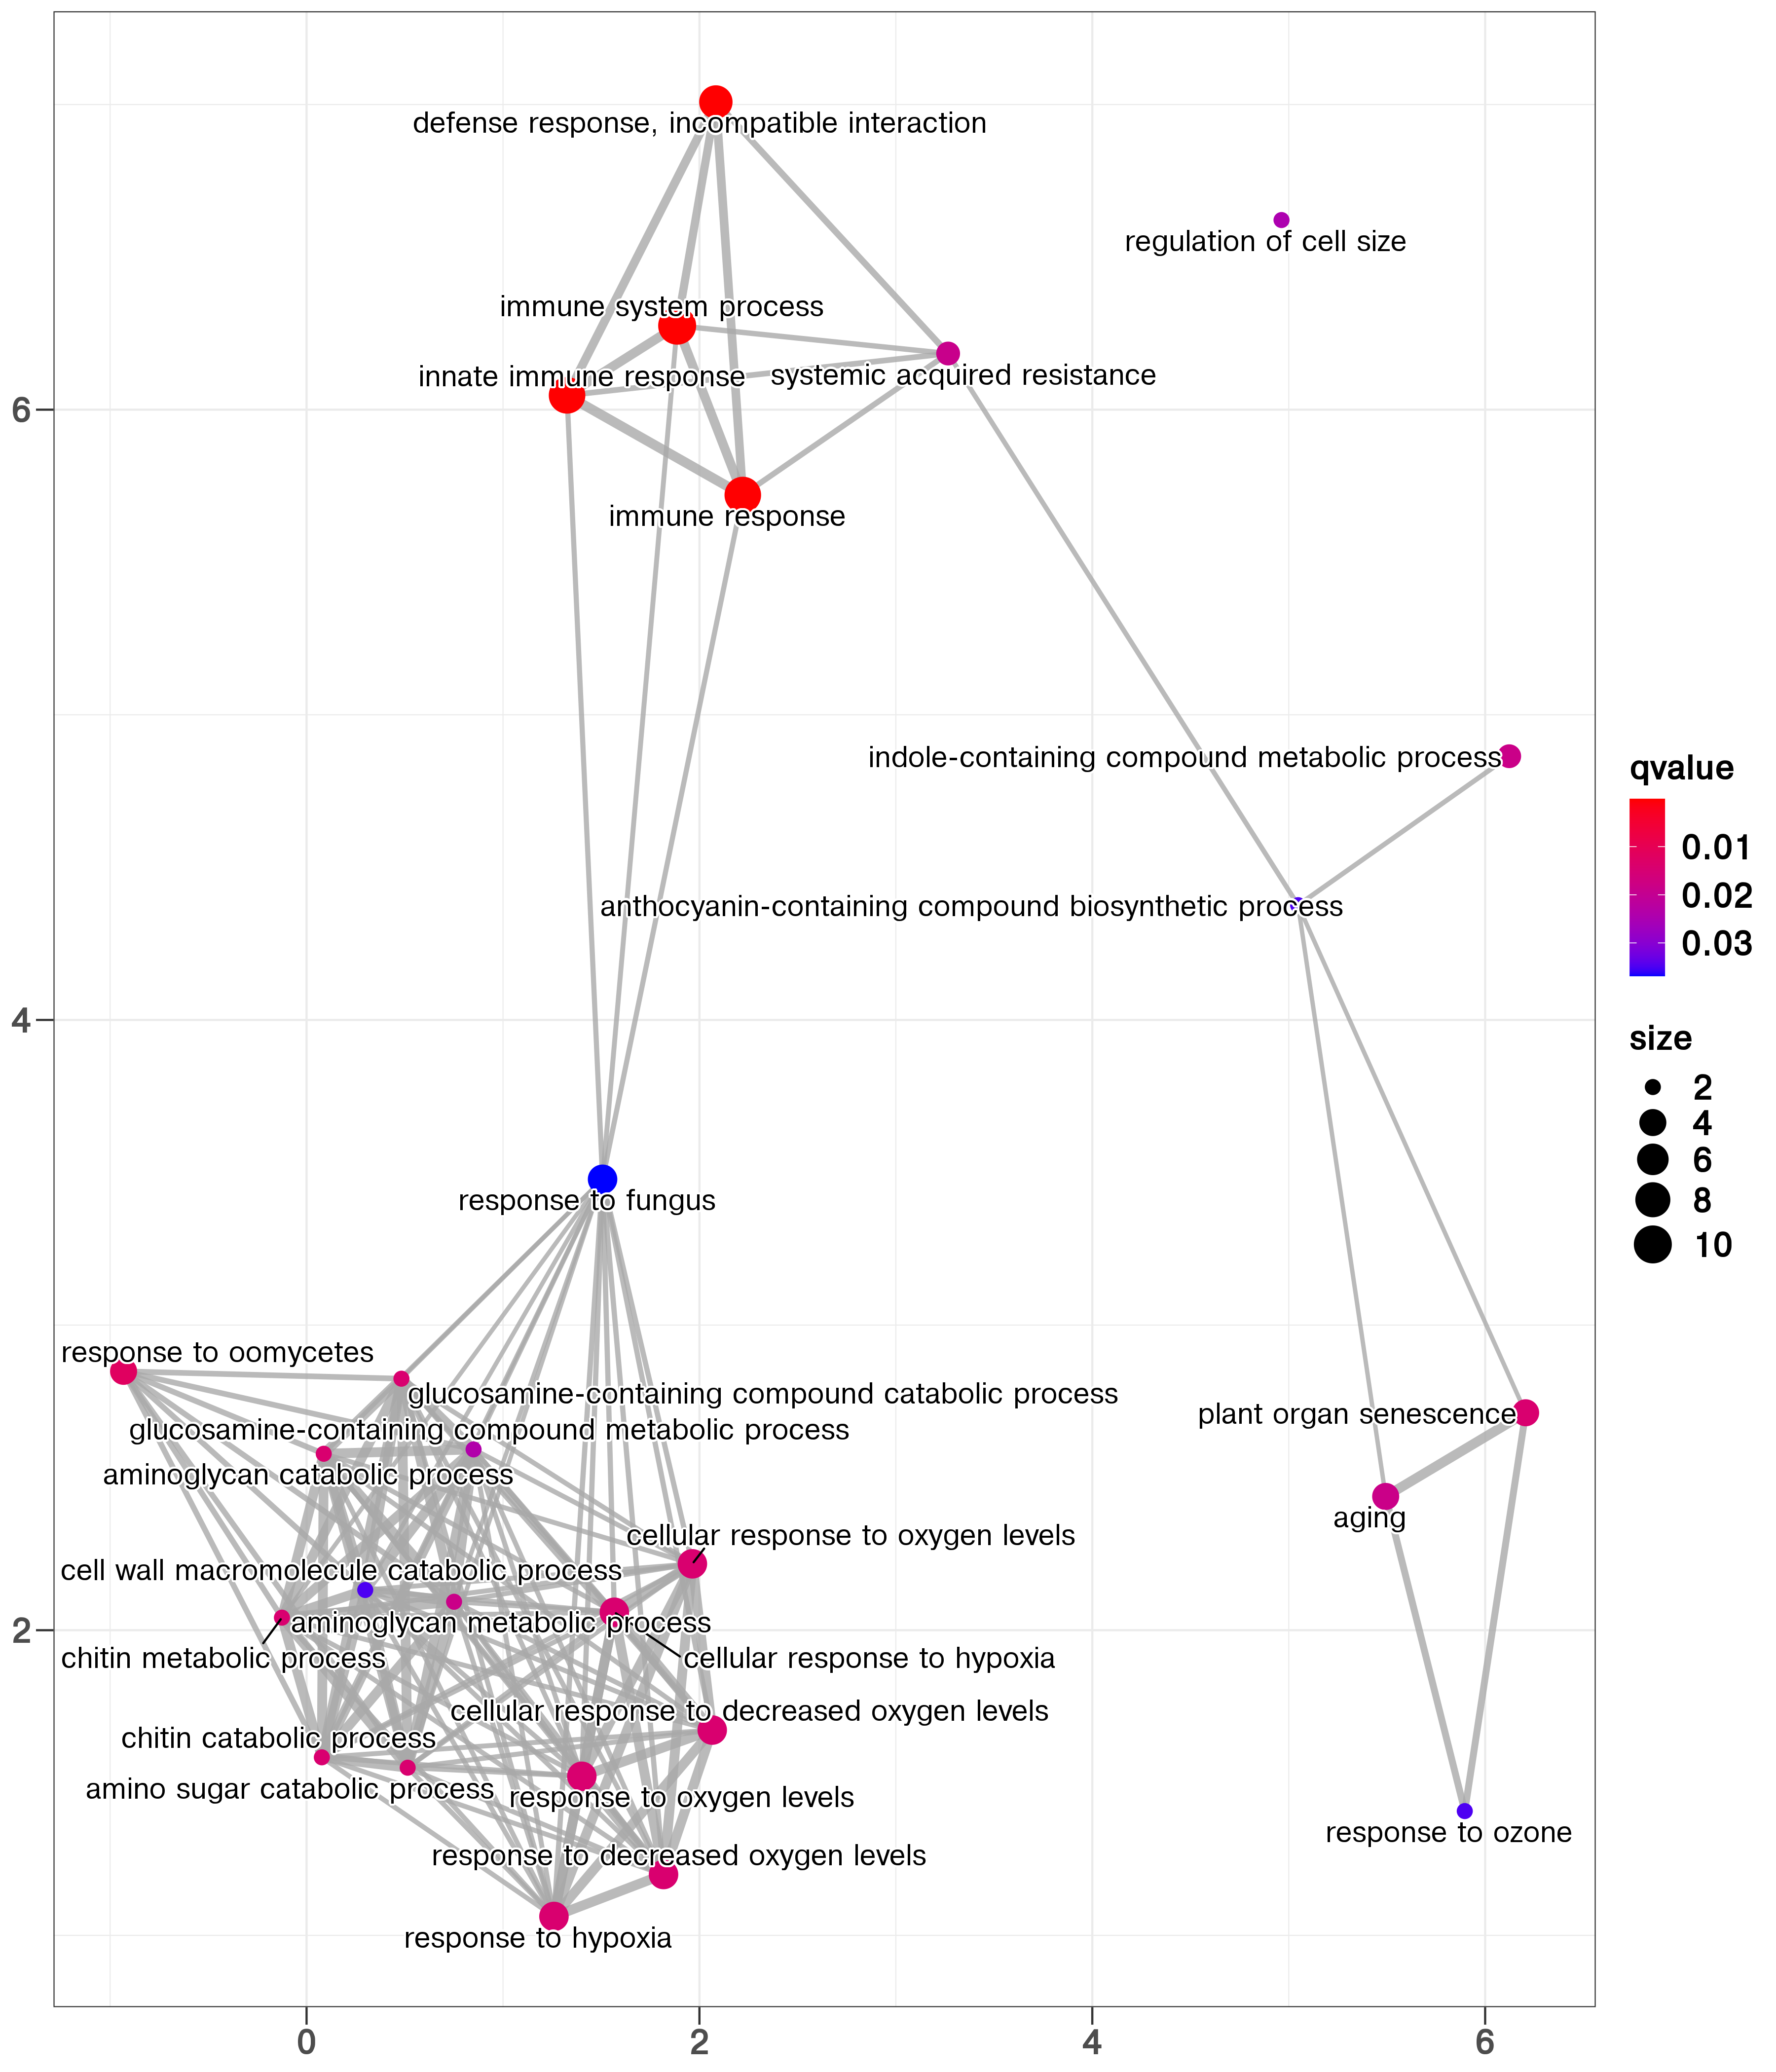 defense response, incompatible interaction
regulation of cell size
immune system process
innate immune response
systemic acquired resistance
6
immune response
indole-containing compound metabolic process
qvalue
0.01
0.02
0.03
anthocyanin-containing compound biosynthetic process
4
size
2
4
6
8
10
response to fungus
response to oomycetes
glucosamine-containing compound catabolic process
plant organ senescence
glucosamine-containing compound metabolic process
aminoglycan catabolic process
aging
cellular response to oxygen levels
cell wall macromolecule catabolic process
2
aminoglycan metabolic process
chitin metabolic process
cellular response to hypoxia
cellular response to decreased oxygen levels
chitin catabolic process
amino sugar catabolic process
response to oxygen levels
response to ozone
response to decreased oxygen levels
response to hypoxia
0
2
4
6